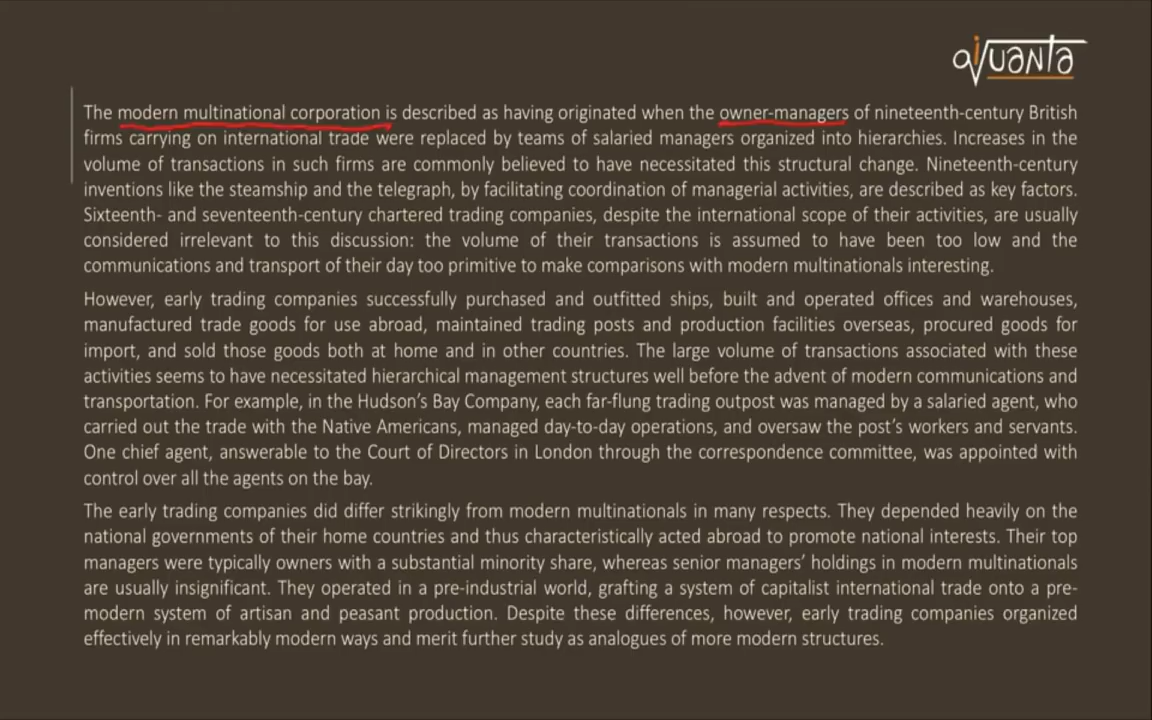 qVuanta
The modern multinational corporation is described as having originated when the owner-managers of nineteenth-century British
firms carrying on international trade were replaced by teams of salaried managers organized into hierarchies. Increases in the
volume of transactions in such firms are commonly believed to have necessitated this structural change. Nineteenth-century
inventions like the steamship and the telegraph, by facilitating coordination of managerial activities, are described as key factors.
Sixteenth- and seventeenth-century chartered trading companies, despite the international scope of their activities, are usually
considered irrelevant to this discussion: the volume of their transactions is assumed to have been too low and the
communications and transport of their day too primitive to make comparisons with modern multinationals interesting.
However, early trading companies successfully purchased and outfitted ships, built and operated offices and warehouses,
manufactured trade goods for use abroad, maintained trading posts and production facilities overseas, procured goods for
import, and sold those goods both at home and in other countries. The large volume of transactions associated with these
activities seems to have necessitated hierarchical management structures well before the advent of modern communications and
transportation. For example, in the Hudson's Bay Company, each far-flung trading outpost was managed by a salaried agent, who
carried out the trade with the Native Americans, managed day-to-day operations, and oversaw the post's workers and servants.
One chief agent, answerable to the Court of Directors in London through the correspondence committee, was appointed with
control over all the agents on the bay.
The early trading companies did differ strikingly from modern multinationals in many respects. They depended heavily on the
national governments of their home countries and thus characteristically acted abroad to promote national interests. Their top
managers were typically owners with a substantial minority share, whereas senior managers' holdings in modern multinationals
are usually insignificant. They operated in a pre-industrial world, grafting a system of capitalist international trade onto a pre-
modern system of artisan and peasant production. Despite these differences, however, early trading companies organized
effectively in remarkably modern ways and merit further study as analogues of more modern structures.